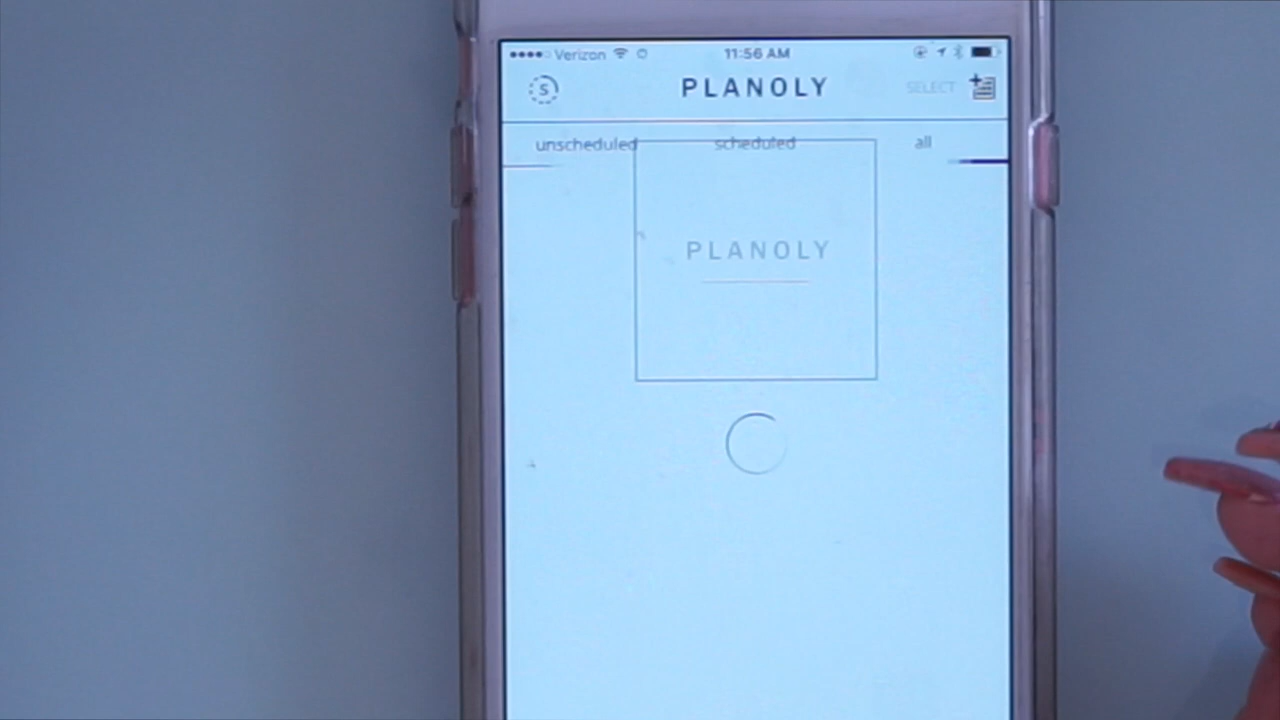 Verizon 11:56 AM
S PLANOLY SELECT
unscheduled scheduled all
PLANOLY